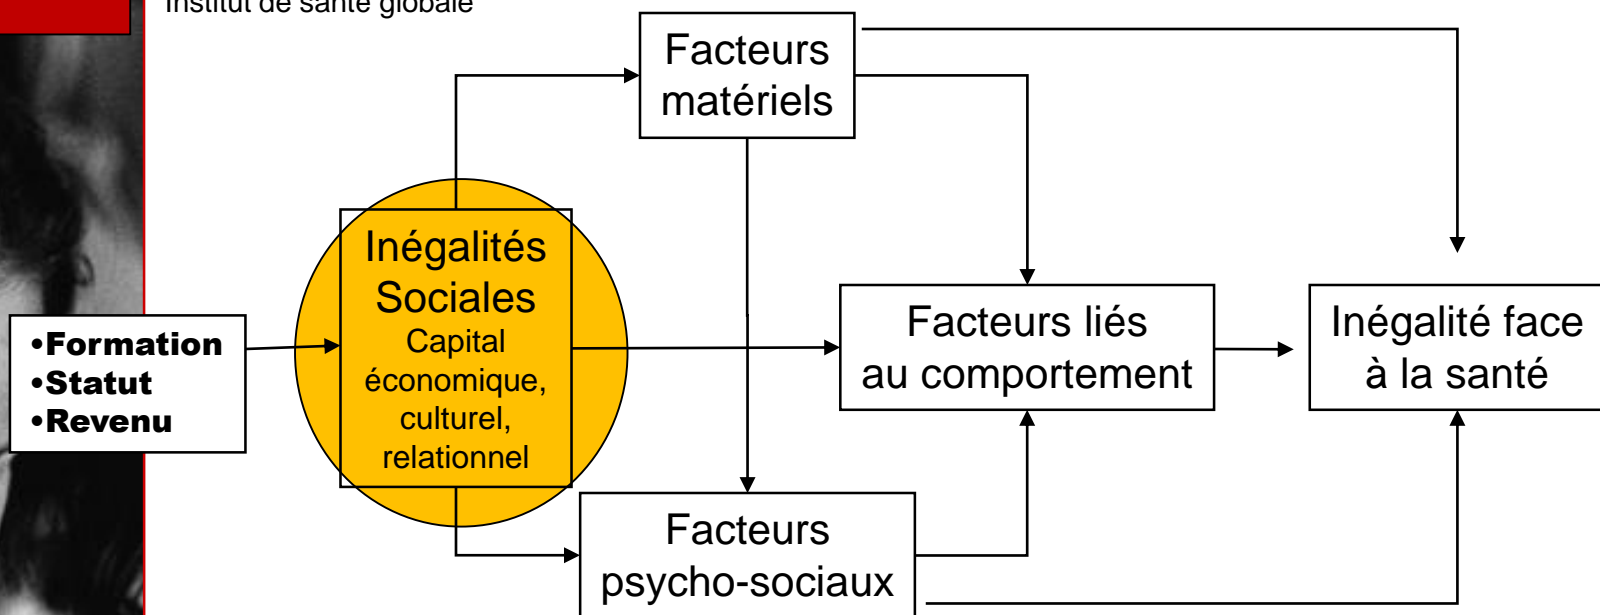 Institut de santé globale
Facteurs
matériels
Inégalités
Sociales
Capital
économique,
culturel,
relationnel
•Formation
•Statut
•Revenu
Facteurs liés
au comportement
Inégalité face
à la santé
Facteurs
psycho-sociaux